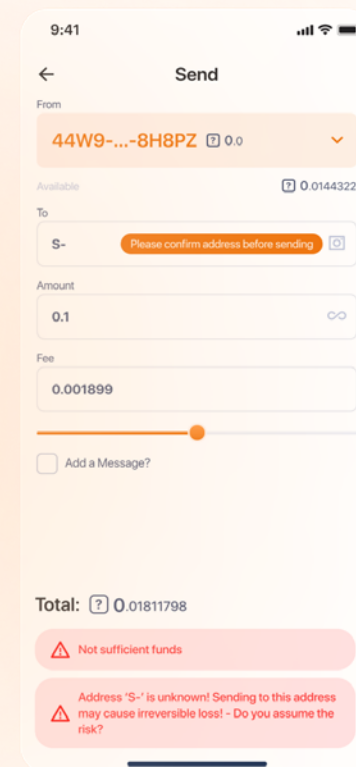 9:41
Send
From
44W9-...-8H8PZ ? 0.0
Available ? 0.0144322
To
S- Please confirm address before sending
Amount
0.1
Fee
0.001899
Add a Message?
Total: ? 0.01811798
Not sufficient funds
Address 'S-' is unknown! Sending to this address
may cause irreversible loss! - Do you assume the
risk?